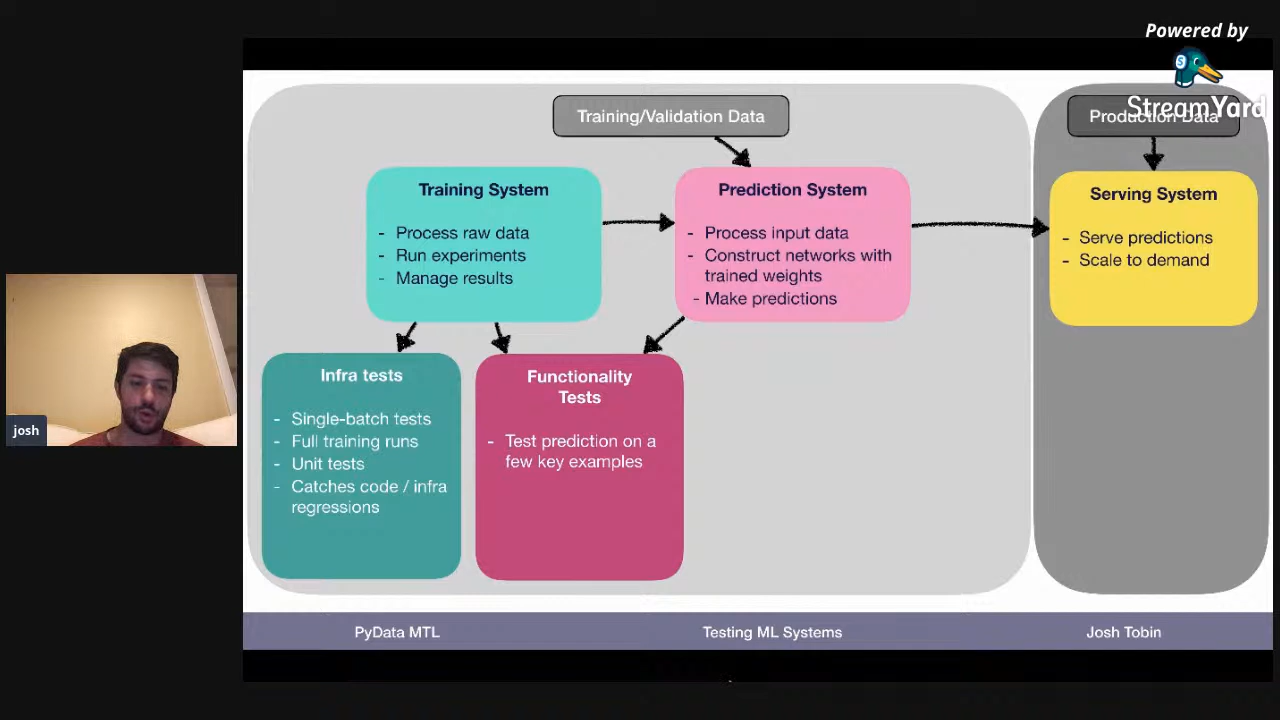 Powered by
StreamYard
Training/Validation Data
Production Data
Training System
- Process raw data
- Run experiments
- Manage results
Prediction System
- Process input data
- Construct networks with
trained weights
- Make predictions
Serving System
- Serve predictions
- Scale to demand
Infra tests
- Single-batch tests
- Full training runs
- Unit tests
- Catches code / infra
regressions
Functionality
Tests
- Test prediction on a
few key examples
josh
PyData MTL
Testing ML Systems
Josh Tobin